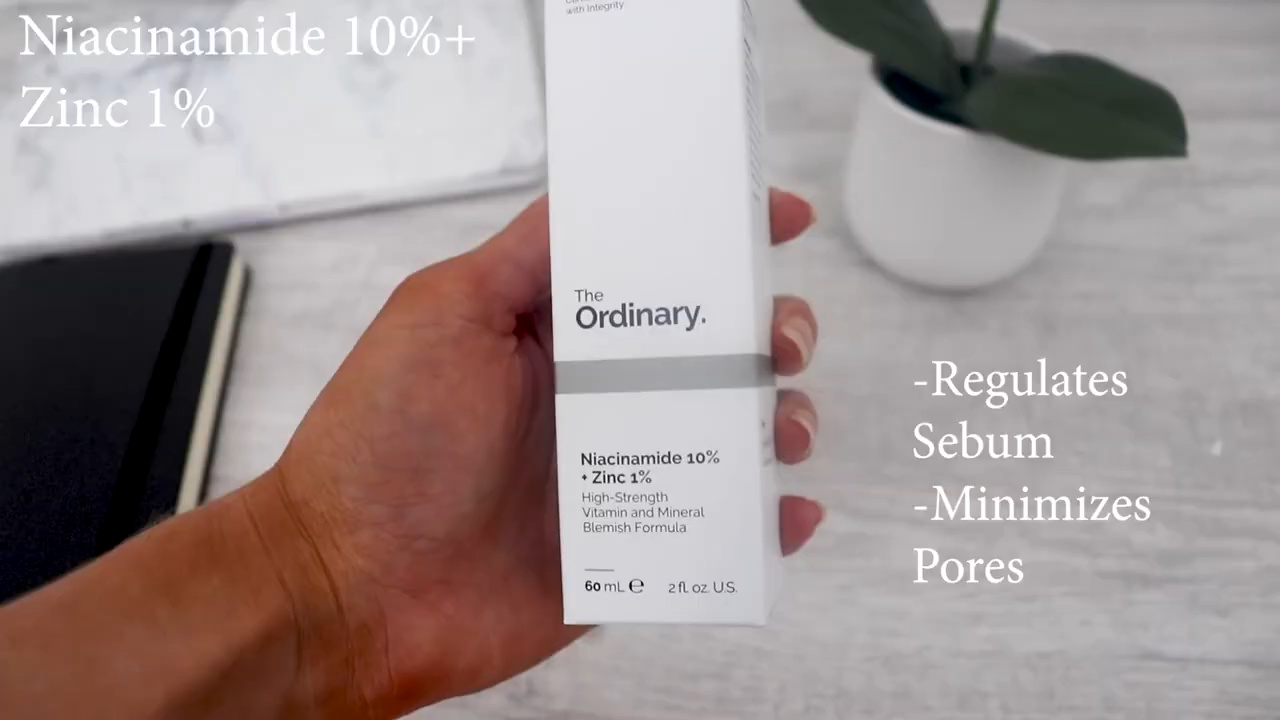 Niacinamide 10%+
Zinc 1%
with Integrity
The
Ordinary.
Niacinamide 10%
+ Zinc 1%
High-Strength
Vitamin and Mineral
Blemish Formula
60 mL ℮ 2 fl. oz. U.S.
-Regulates
Sebum
-Minimizes
Pores